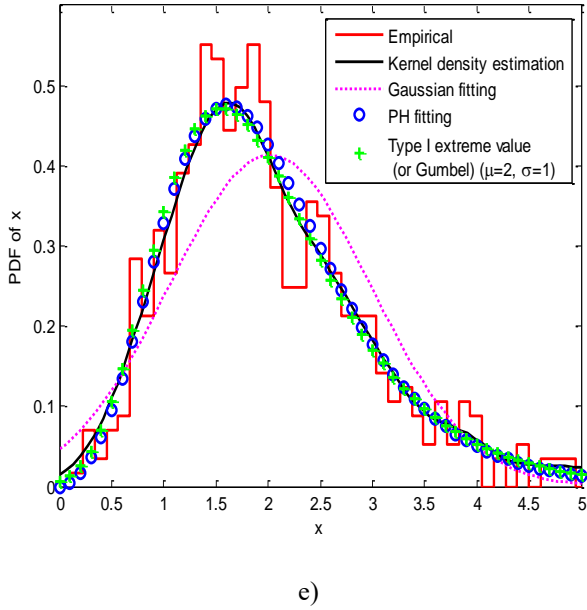 Empirical
Kernel density estimation
Gaussian fitting
PH fitting
Type I extreme value
(or Gumbel) (μ=2, σ=1)
PDF of x
0.5
0.4
0.3
0.2
0.1
0
0 0.5 1 1.5 2 2.5 3 3.5 4 4.5 5
x
e)